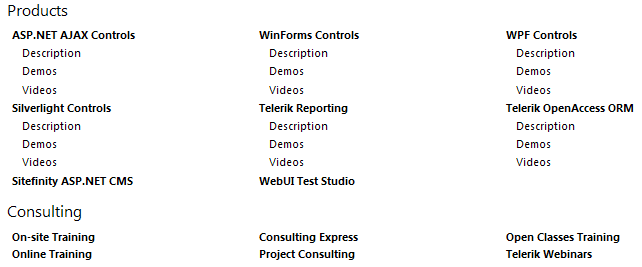 Products
ASP.NET AJAX Controls WinForms Controls WPF Controls
Description Description Description
Demos Demos Demos
Videos Videos Videos
Silverlight Controls Telerik Reporting Telerik OpenAccess ORM
Description Description Description
Demos Demos Demos
Videos Videos Videos
Sitefinity ASP.NET CMS WebUI Test Studio
Consulting
On-site Training Consulting Express Open Classes Training
Online Training Project Consulting Telerik Webinars